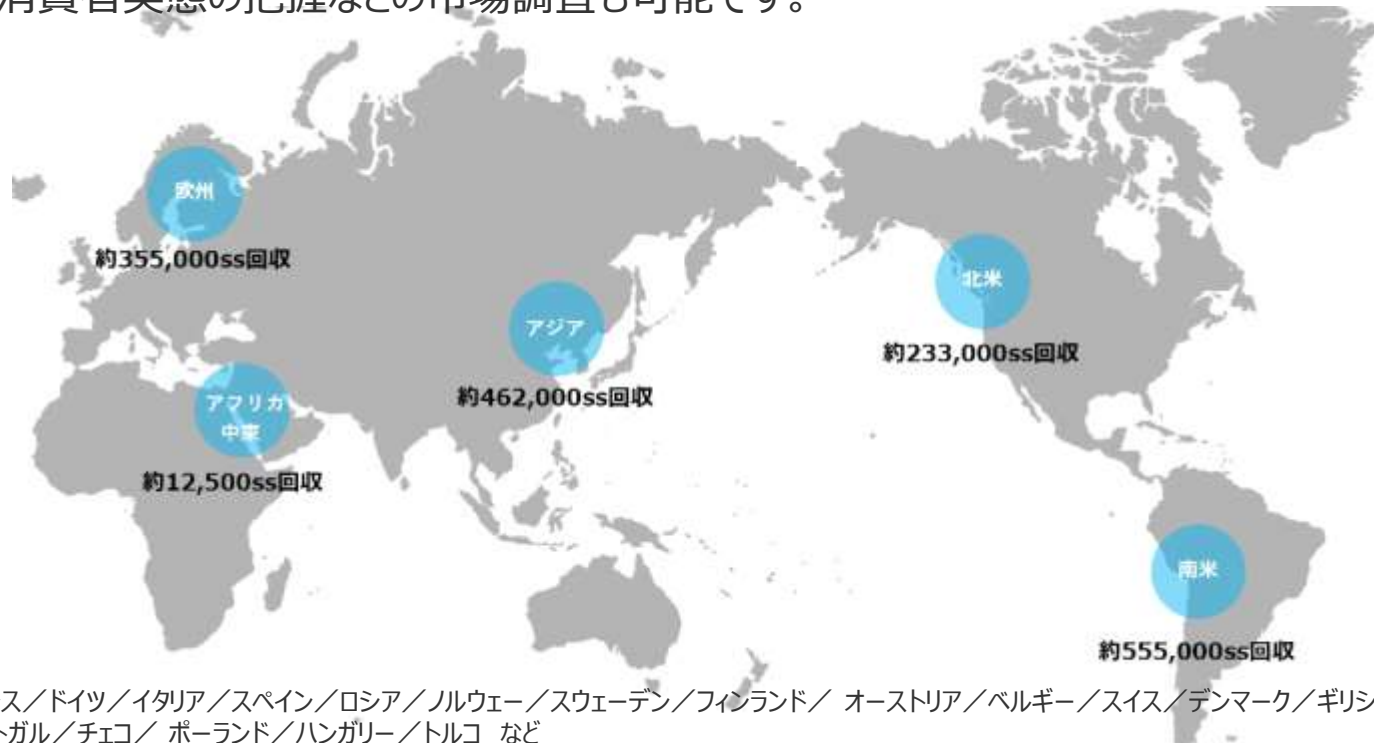 消費者実態の把握などの市場調査も可能です。
欧州
約355,000ss回収
アジア
約462,000ss回収
北米
約233,000ss回収
アフリカ
中東
約12,500ss回収
南米
約555,000ss回収
ス／ドイツ／イタリア／スペイン／ロシア／ノルウェー／スウェーデン／フィンランド／ オーストリア／ベルギー／スイス／デンマーク／ギリシ
トガル／チェコ／ ポーランド／ハンガリー／トルコ など